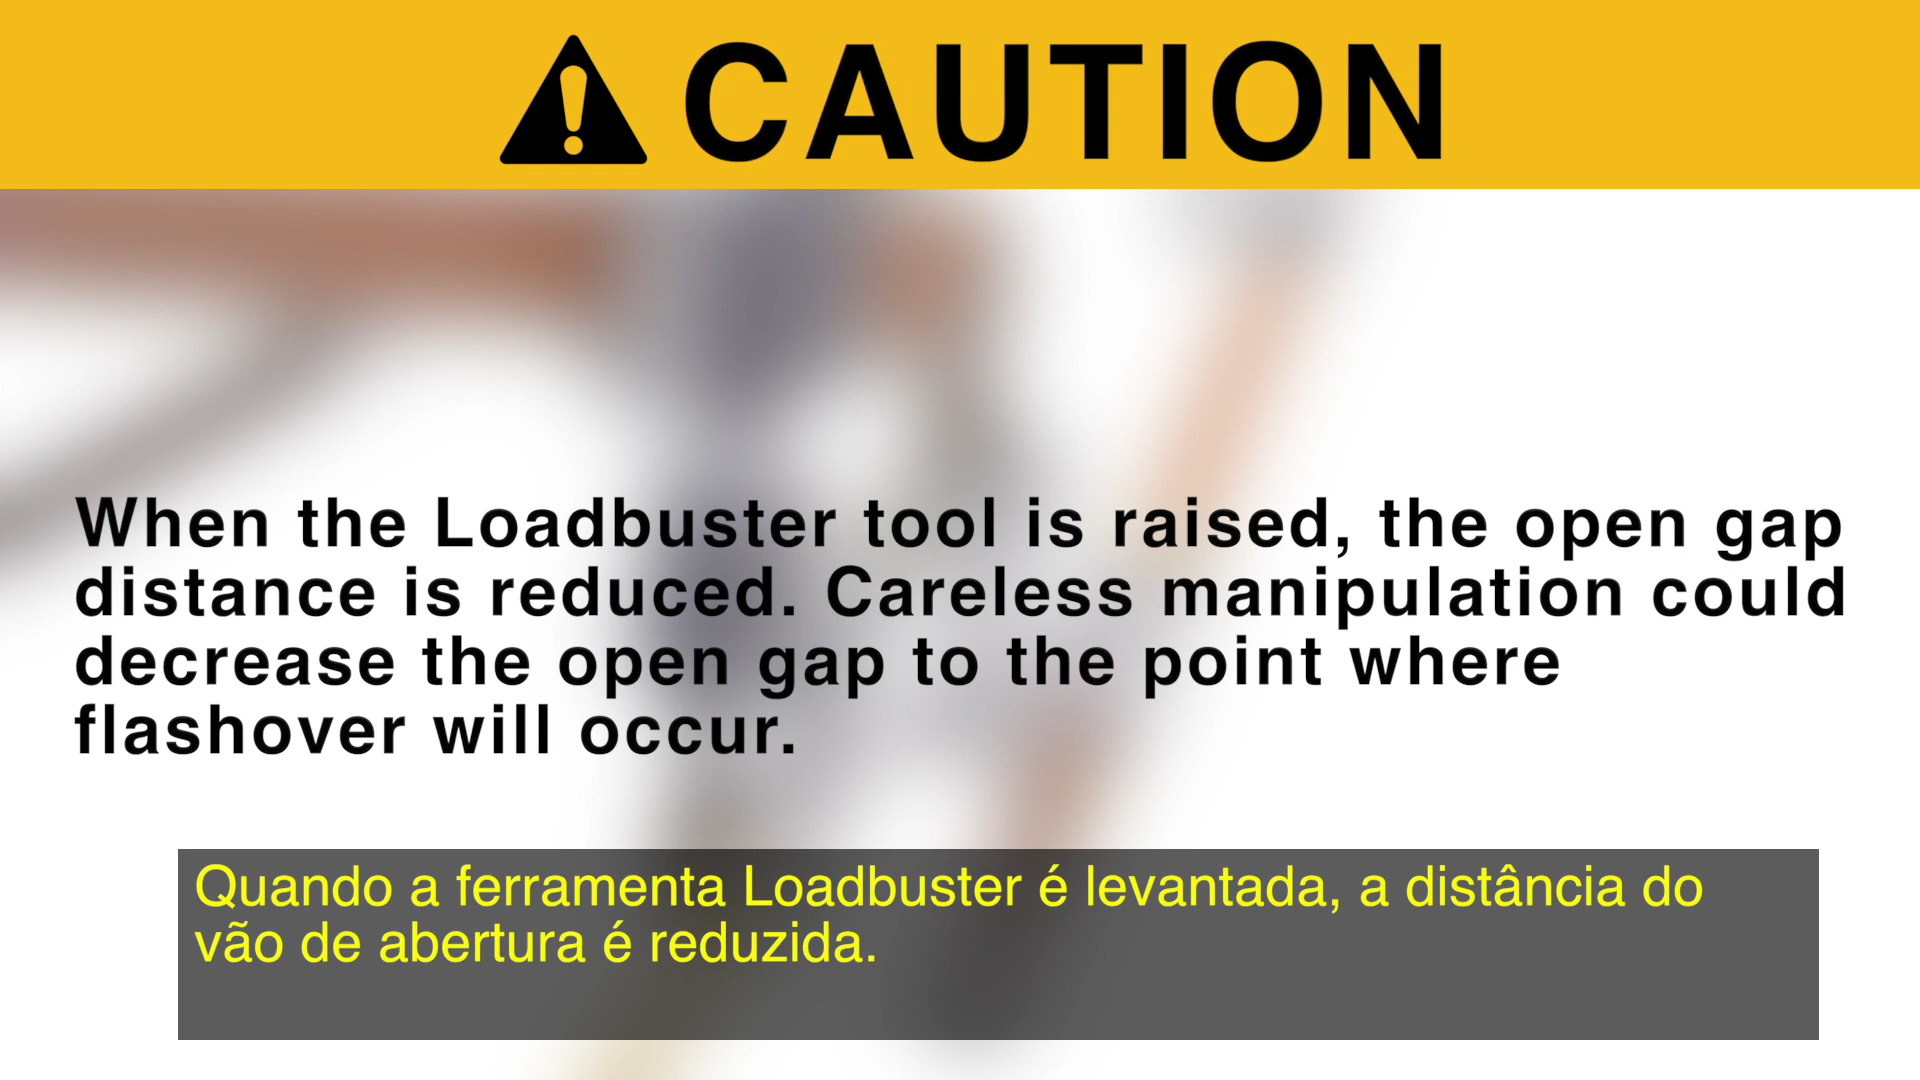 CAUTION
When the Loadbuster tool is raised, the open gap
distance is reduced. Careless manipulation could
decrease the open gap to the point where
flashover will occur.
Quando a ferramenta Loadbuster é levantada, a distância do
vão de abertura é reduzida.